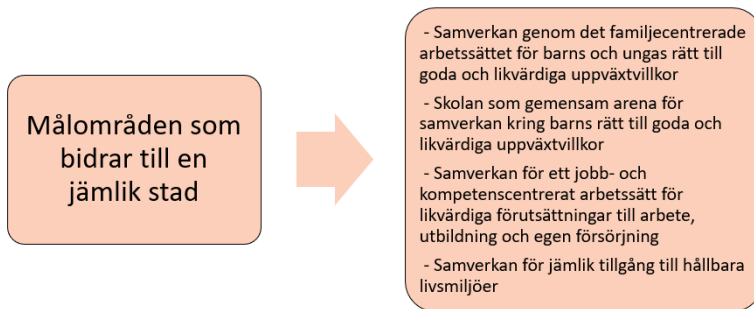 Målområden som
bidrar till en
jämlik stad
- Samverkan genom det familjecentrerade
arbetssättet för barns och ungas rätt till
goda och likvärdiga uppväxtvillkor
- Skolan som gemensam arena för
samverkan kring barns rätt till goda och
likvärdiga uppväxtvillkor
- Samverkan för ett jobb- och
kompetenscentrerat arbetssätt för
likvärdiga förutsättningar till arbete,
utbildning och egen försörjning
- Samverkan för jämlik tillgång till hållbara
livsmiljöer